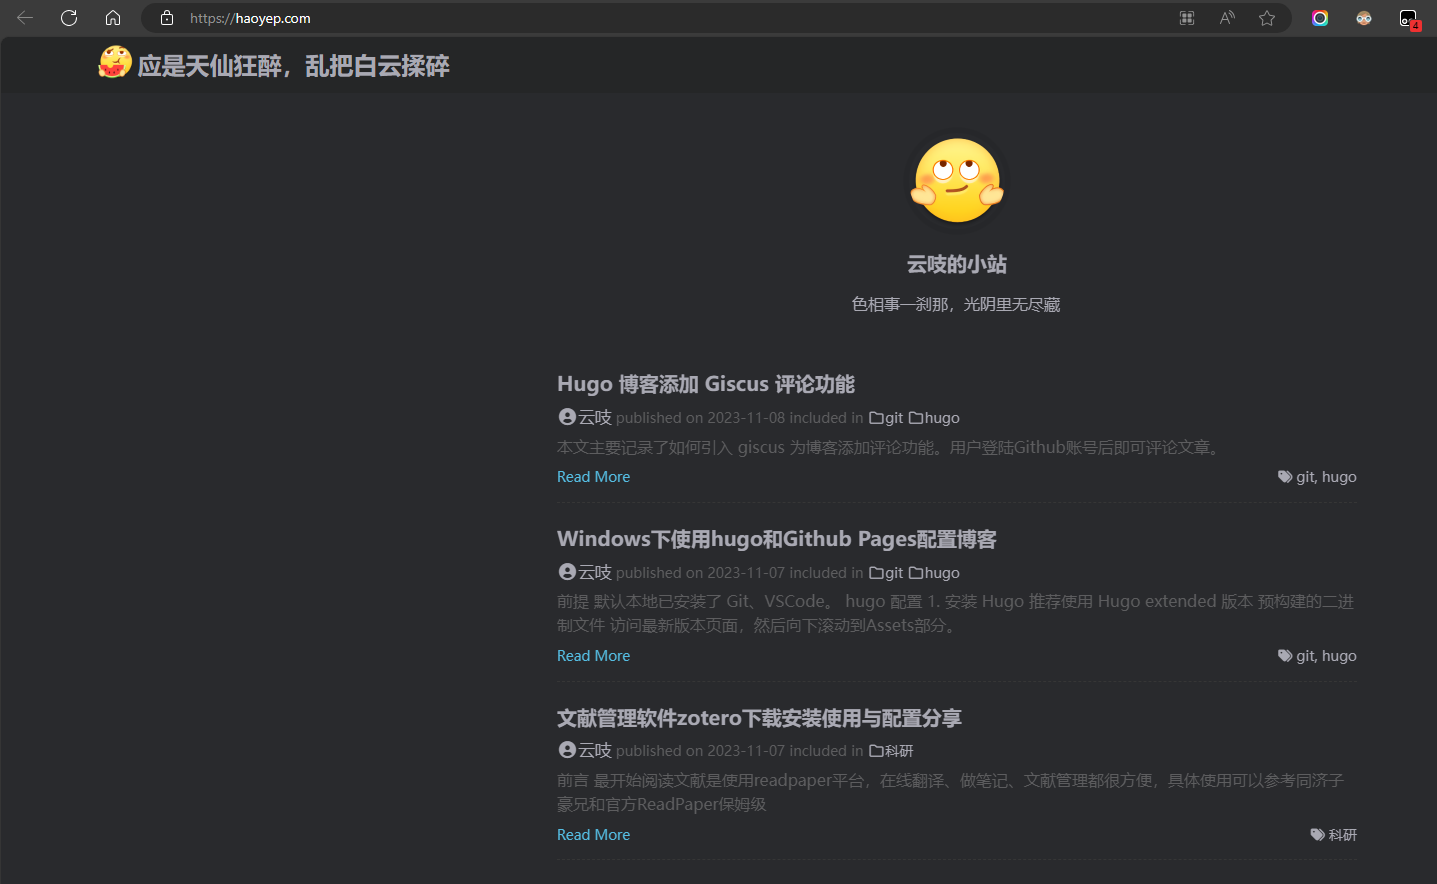 https://haoyep.com
4
应是天仙狂醉，乱把白云揉碎
云吱的小站
色相事一刹那，光阴里无尽藏
Hugo 博客添加 Giscus 评论功能
云吱 published on 2023-11-08 included in git hugo
本文主要记录了如何引入 giscus 为博客添加评论功能。用户登陆Github账号后即可评论文章。
Read More git, hugo
Windows下使用hugo和Github Pages配置博客
云吱 published on 2023-11-07 included in git hugo
前提 默认本地已安装了 Git、VSCode。 hugo 配置 1. 安装 Hugo 推荐使用 Hugo extended 版本 预构建的二进
制文件 访问最新版本页面，然后向下滚动到Assets部分。
Read More git, hugo
文献管理软件zotero下载安装使用与配置分享
云吱 published on 2023-11-07 included in 科研
前言 最开始阅读文献是使用readpaper平台，在线翻译、做笔记、文献管理都很方便，具体使用可以参考同济子
豪兄和官方ReadPaper保姆级
Read More 科研